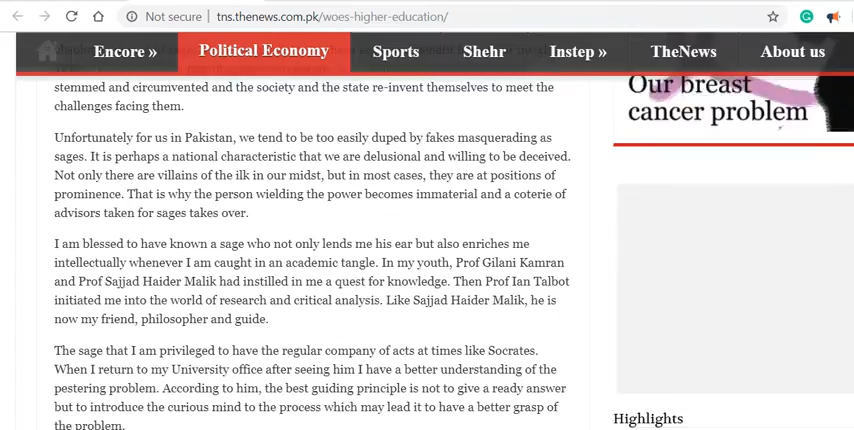 Not secure | tns.thenews.com.pk/woes-higher-education/
Encore » Political Economy Sports Shehr Instep » TheNews About us
stemmed and circumvented and the society and the state re-invent themselves to meet the
challenges facing them.
Unfortunately for us in Pakistan, we tend to be too easily duped by fakes masquerading as
sages. It is perhaps a national characteristic that we are delusional and willing to be deceived.
Not only there are villains of the ilk in our midst, but in most cases, they are at positions of
prominence. That is why the person wielding the power becomes immaterial and a coterie of
advisors taken for sages takes over.
I am blessed to have known a sage who not only lends me his ear but also enriches me
intellectually whenever I am caught in an academic tangle. In my youth, Prof Gilani Kamran
and Prof Sajjad Haider Malik had instilled in me a quest for knowledge. Then Prof Ian Talbot
initiated me into the world of research and critical analysis. Like Sajjad Haider Malik, he is
now my friend, philosopher and guide.
The sage that I am privileged to have the regular company of acts at times like Socrates.
When I return to my University office after seeing him I have a better understanding of the
pestering problem. According to him, the best guiding principle is not to give a ready answer
but to introduce the curious mind to the process which may lead it to have a better grasp of
the problem.
Our breast
cancer problem
Highlights